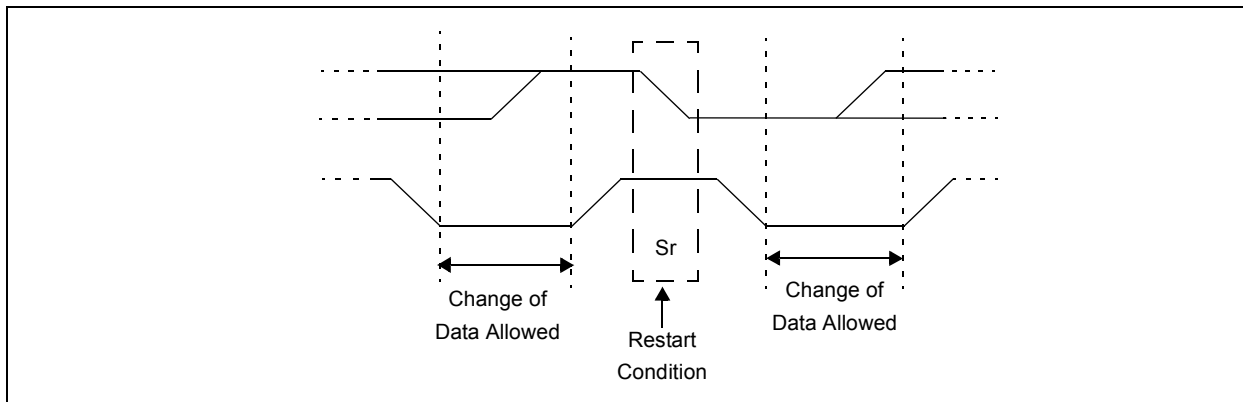 Sr
Change of
Data Allowed
Restart
Condition
Change of
Data Allowed